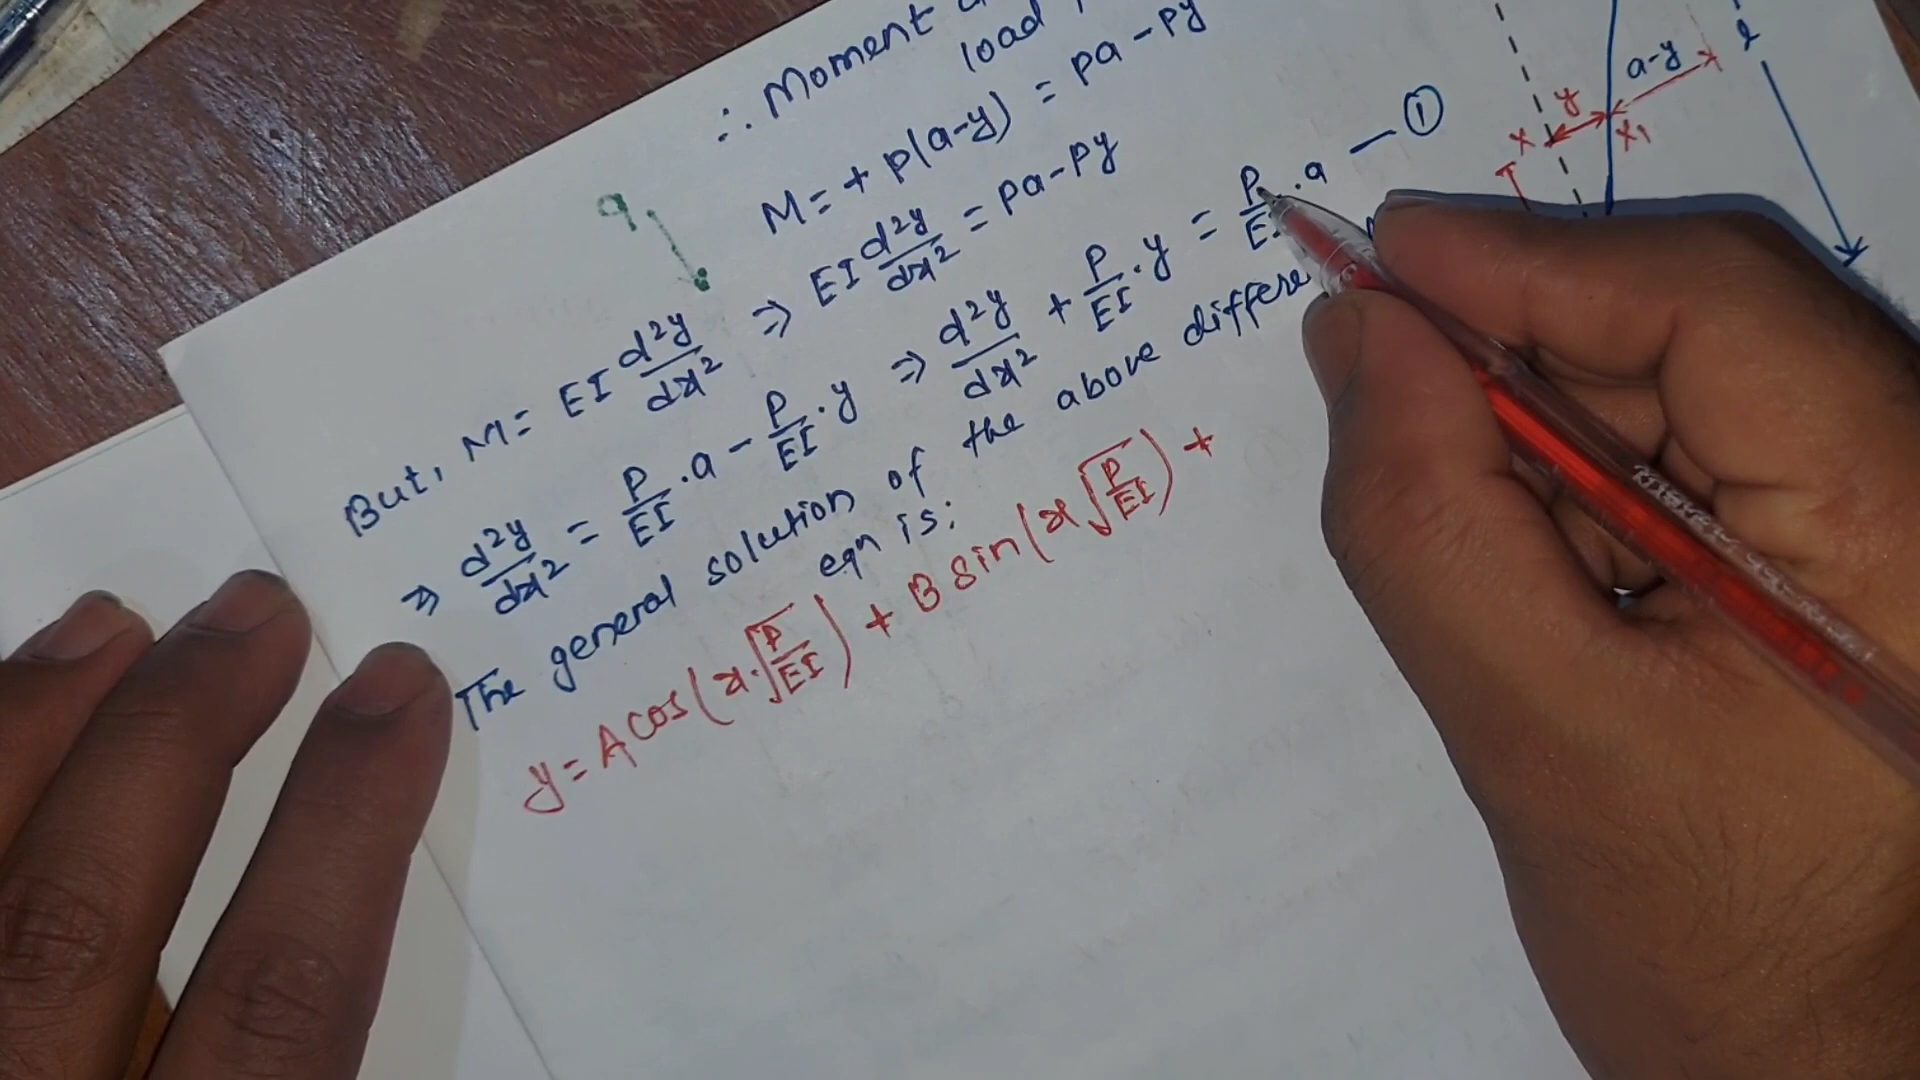 ∴ Moment
load
M = + P(a-y) = Pa - Py
But, M = EI d²y/dx² ⇒ EI d²y/dx² = Pa - Py
⇒ d²y/dx² = P/EI . a - P/EI . y ⇒ d²y/dx² + P/EI . y = P/EI . a — ①
The general solution of the above differe
eqn is:
y = A cos(x.√(P/EI)) + B sin(x√(P/EI)) +
a-y
y
x
x₁
l